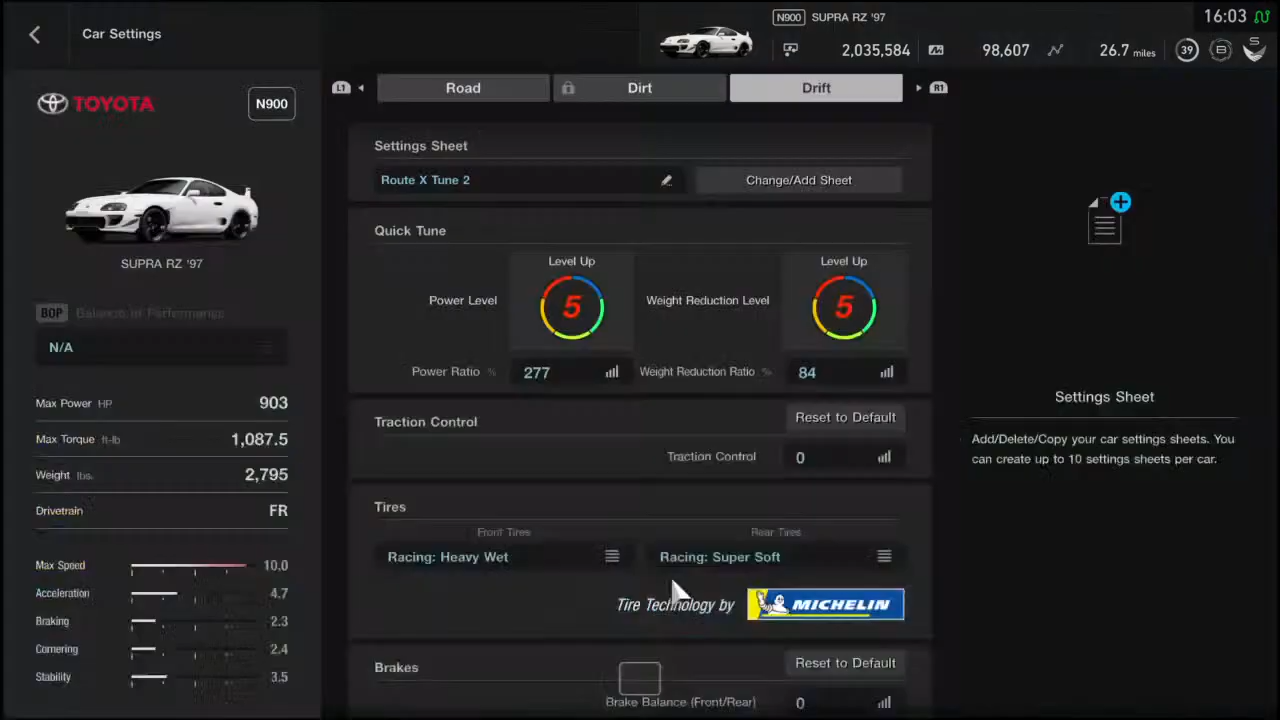 Car Settings
N900 SUPRA RZ '97
16:03
2,035,584
98,607
26.7 miles
39
B
S
TOYOTA
N900
SUPRA RZ '97
BOP Balance of Performance
N/A
Max Power HP 903
Max Torque ft-lb 1,087.5
Weight lbs. 2,795
Drivetrain FR
Max Speed 10.0
Acceleration 4.7
Braking 2.3
Cornering 2.4
Stability 3.5
L1 Road Dirt Drift R1
Settings Sheet
Route X Tune 2 Change/Add Sheet
Quick Tune
Level Up Level Up
Power Level 5 Weight Reduction Level 5
Power Ratio % 277 Weight Reduction Ratio % 84
Traction Control Reset to Default
Traction Control 0
Tires
Front Tires Rear Tires
Racing: Heavy Wet Racing: Super Soft
Tire Technology by MICHELIN
Brakes Reset to Default
Brake Balance (Front/Rear) 0
Settings Sheet
Add/Delete/Copy your car settings sheets. You
can create up to 10 settings sheets per car.